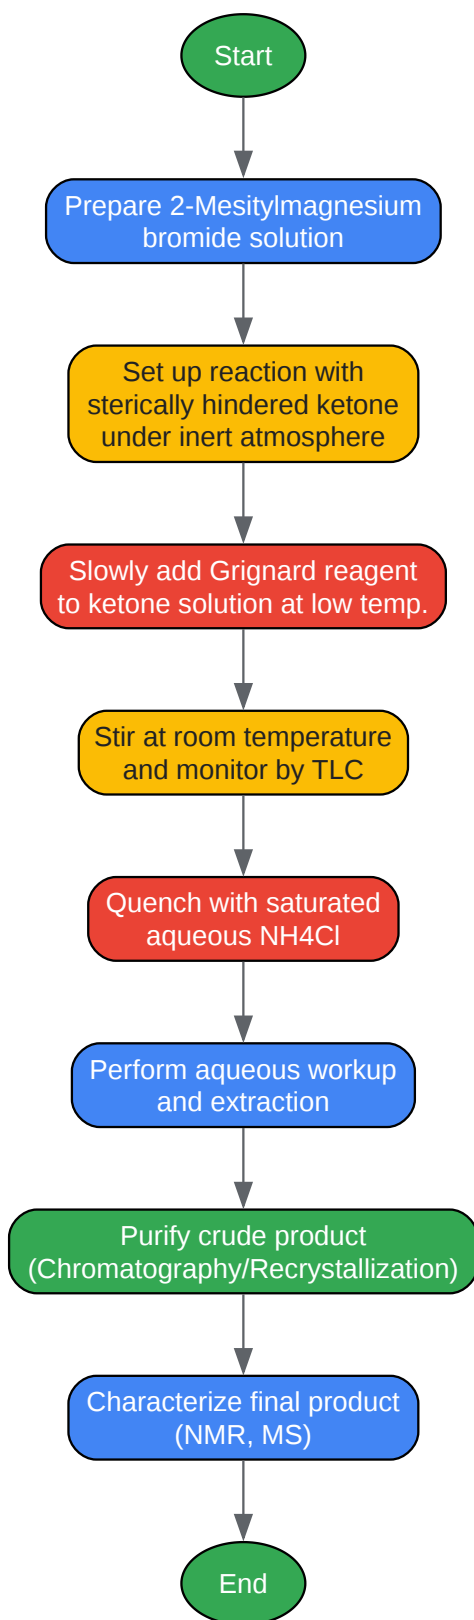 Start
Prepare 2-Mesitylmagnesium
bromide solution
Set up reaction with
sterically hindered ketone
under inert atmosphere
Slowly add Grignard reagent
to ketone solution at low temp.
Stir at room temperature
and monitor by TLC
Quench with saturated
aqueous NH4Cl
Perform aqueous workup
and extraction
Purify crude product
(Chromatography/Recrystallization)
Characterize final product
(NMR, MS)
End